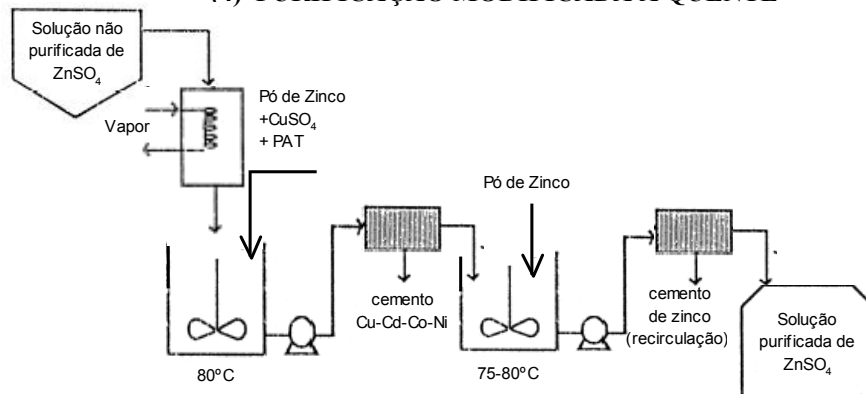 Solução não
purificada de
ZnSO4
Vapor
Pó de Zinco
+CuSO4
+ PAT
80ºC
cemento
Cu-Cd-Co-Ni
Pó de Zinco
75-80ºC
cemento
de zinco
(recirculação)
Solução
purificada de
ZnSO4